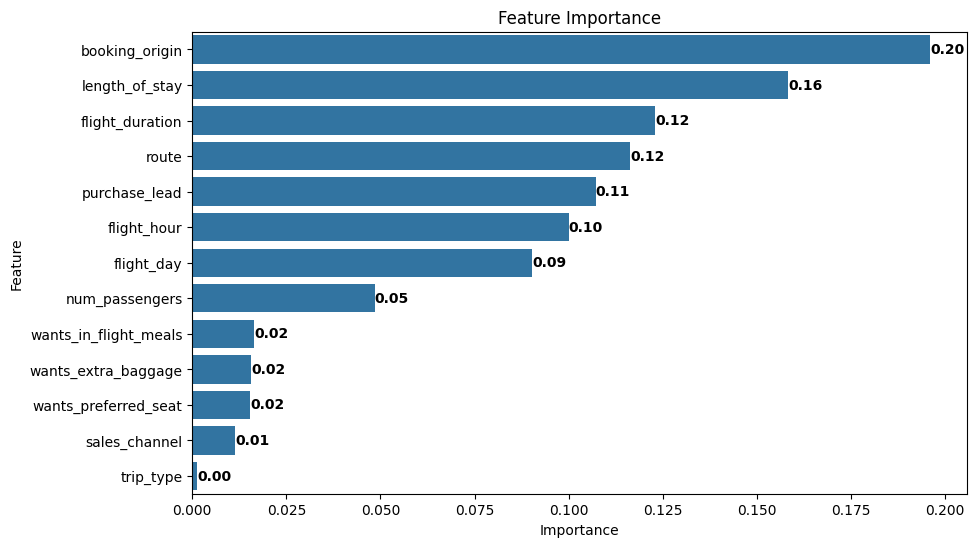 Feature Importance
booking_origin 0.20
length_of_stay 0.16
flight_duration 0.12
route 0.12
purchase_lead 0.11
flight_hour 0.10
flight_day 0.09
num_passengers 0.05
wants_in_flight_meals 0.02
wants_extra_baggage 0.02
wants_preferred_seat 0.02
sales_channel 0.01
trip_type 0.00
Feature
0.000 0.025 0.050 0.075 0.100 0.125 0.150 0.175 0.200
Importance